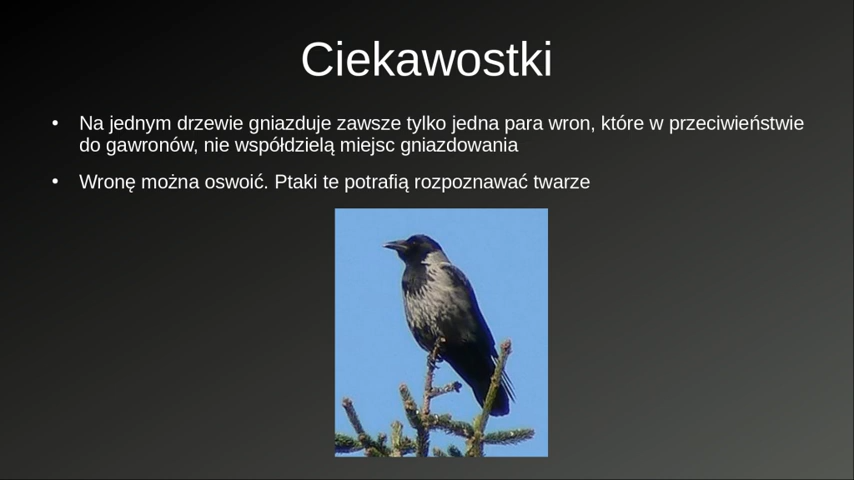 Ciekawostki
• Na jednym drzewie gniazduje zawsze tylko jedna para wron, które w przeciwieństwie
do gawronów, nie współdzielą miejsc gniazdowania
• Wronę można oswoić. Ptaki te potrafią rozpoznawać twarze